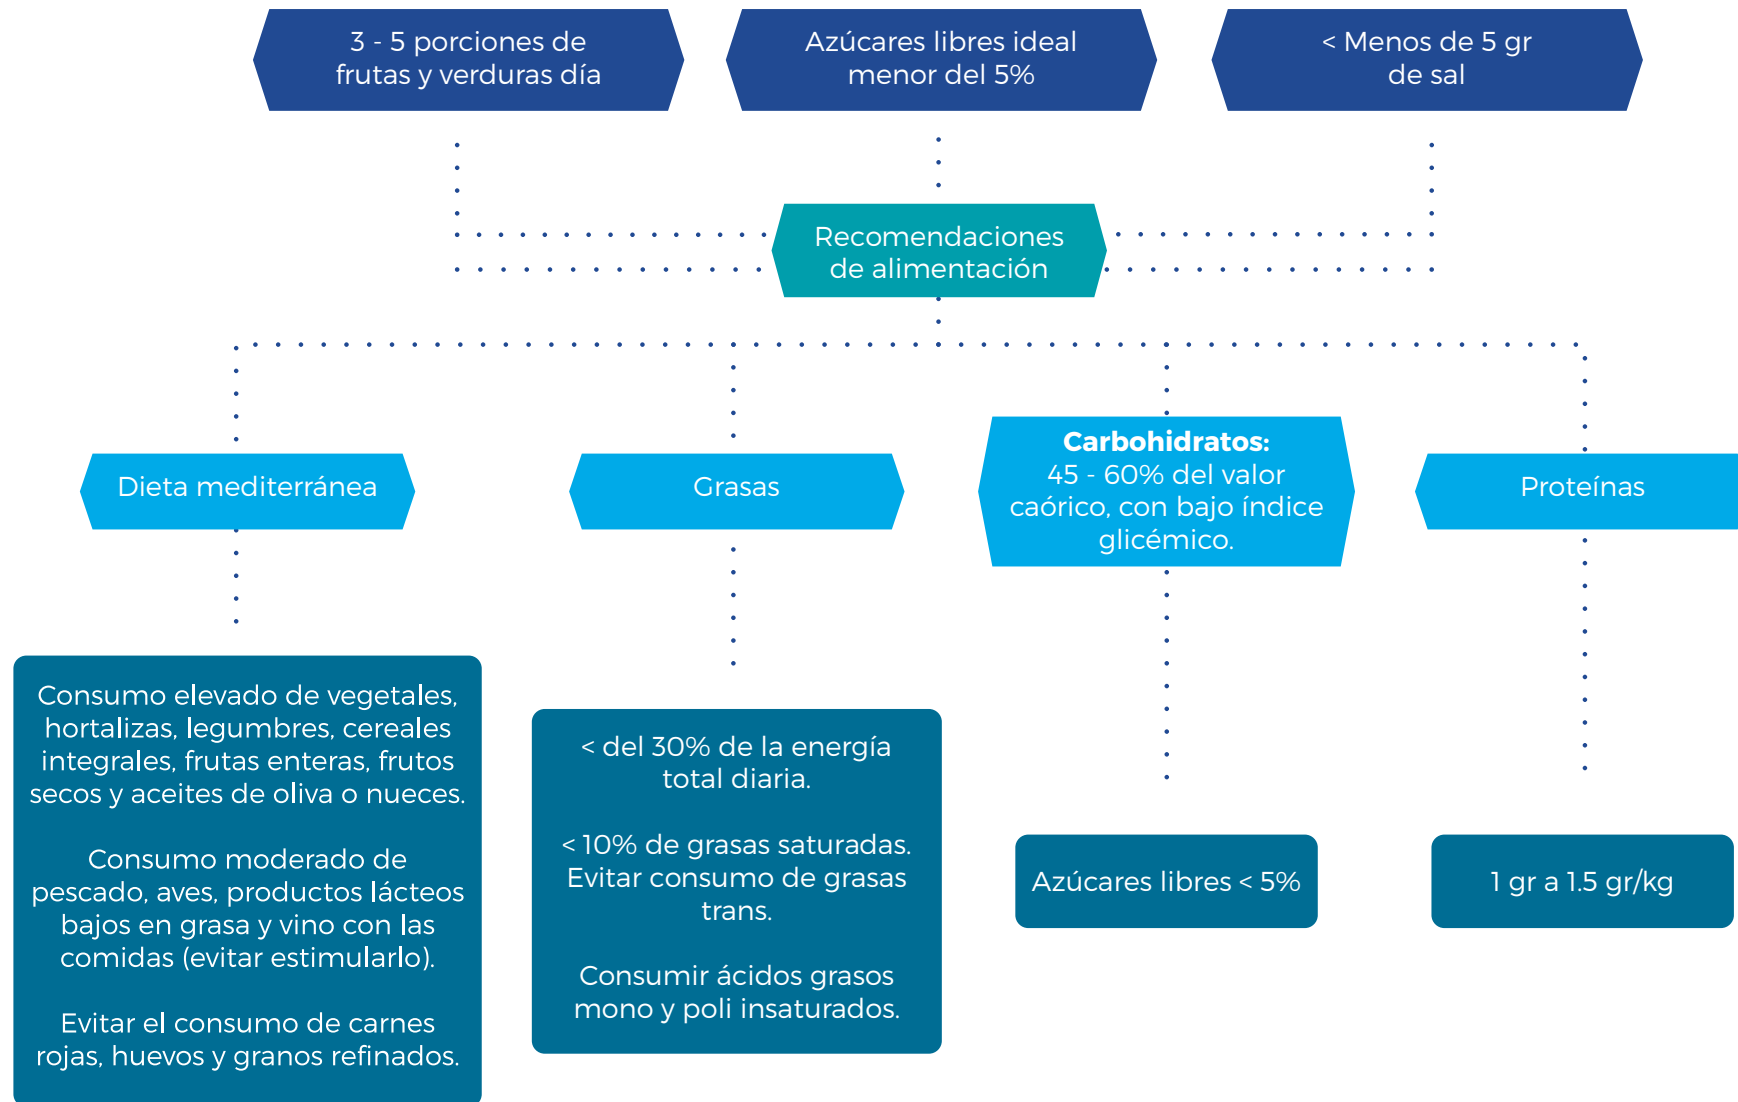 3 - 5 porciones de
frutas y verduras día
Azúcares libres ideal
menor del 5%
< Menos de 5 gr
de sal
Recomendaciones
de alimentación
Dieta mediterránea
Grasas
Carbohidratos:
45 - 60% del valor
caórico, con bajo índice
glicémico.
Proteínas
Consumo elevado de vegetales,
hortalizas, legumbres, cereales
integrales, frutas enteras, frutos
secos y aceites de oliva o nueces.
Consumo moderado de
pescado, aves, productos lácteos
bajos en grasa y vino con las
comidas (evitar estimularlo).
Evitar el consumo de carnes
rojas, huevos y granos refinados.
< del 30% de la energía
total diaria.
< 10% de grasas saturadas.
Evitar consumo de grasas
trans.
Consumir ácidos grasos
mono y poli insaturados.
Azúcares libres < 5%
1 gr a 1.5 gr/kg